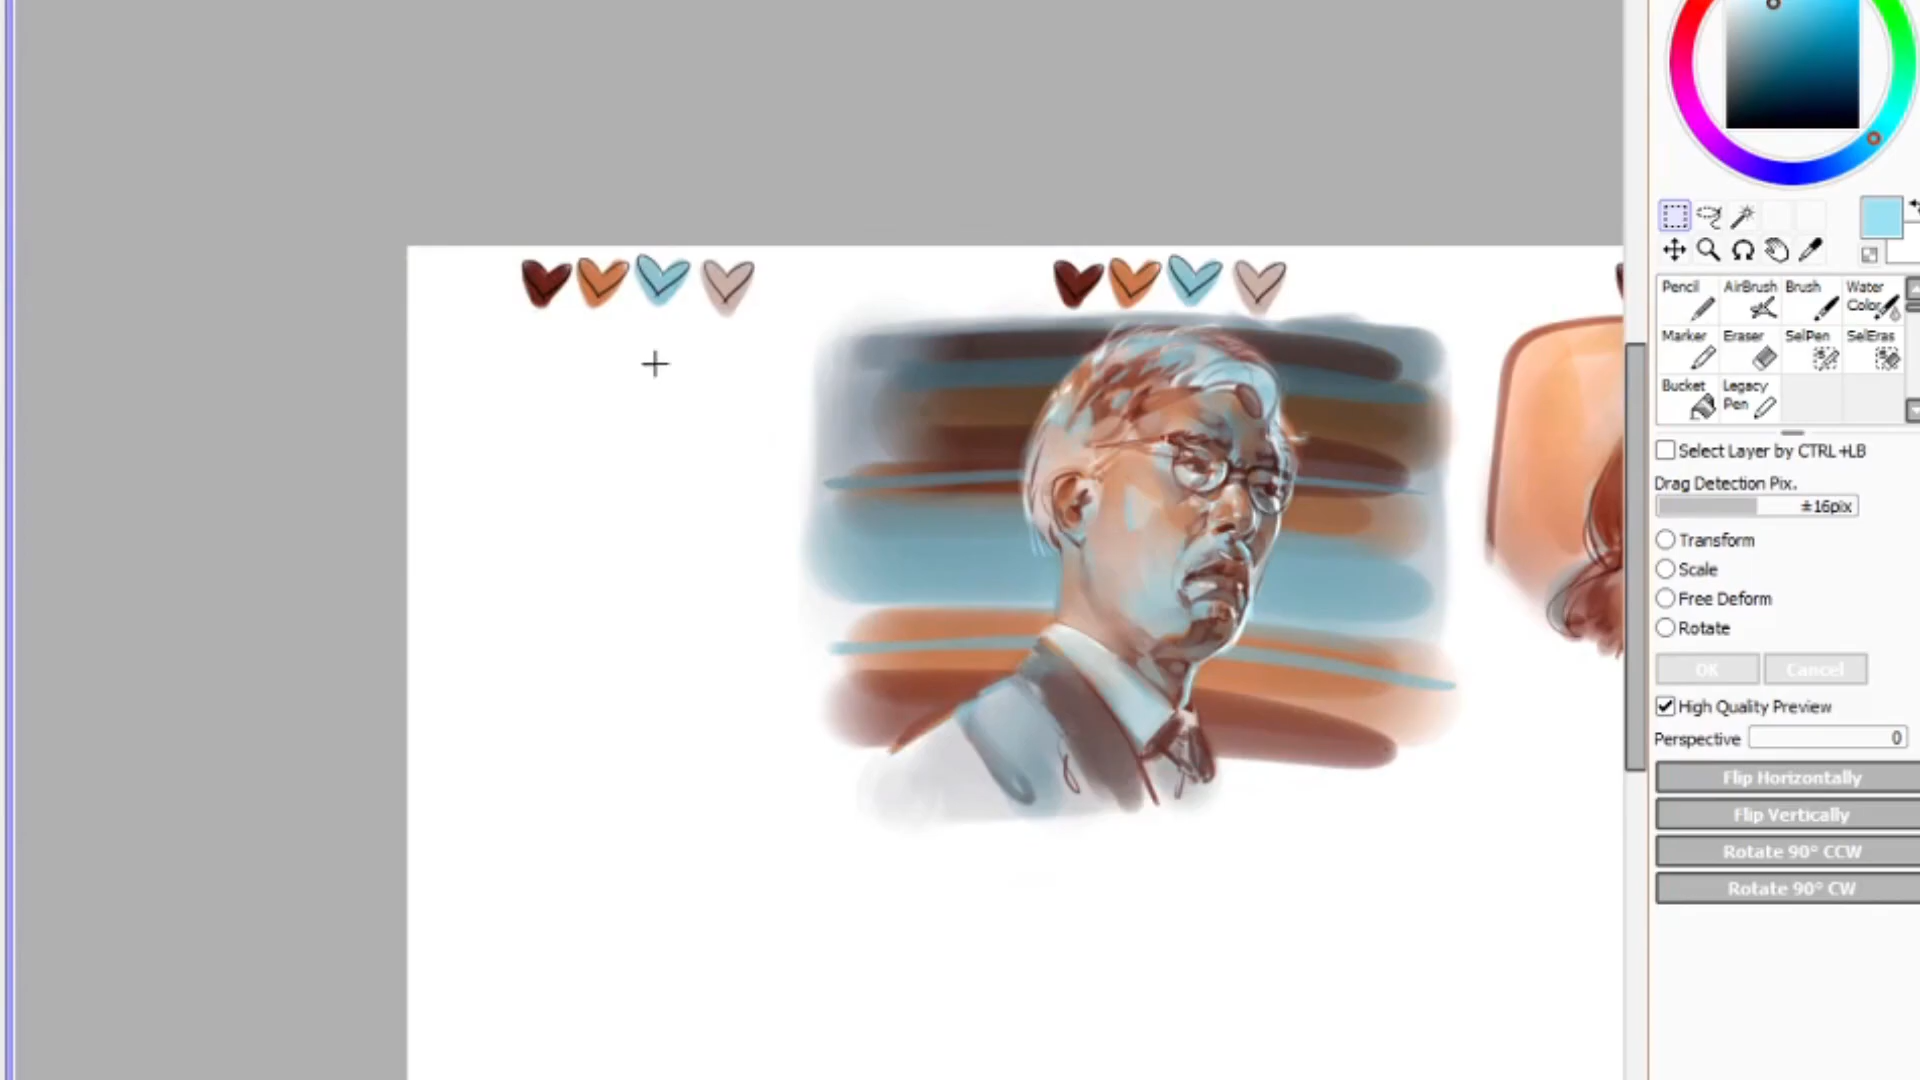 Pencil AirBrush Brush Water
Color
Marker Eraser SelPen SelEras
Bucket Legacy
Pen
Select Layer by CTRL+LB
Drag Detection Pix.
±16pix
Transform
Scale
Free Deform
Rotate
OK Cancel
High Quality Preview
Perspective 0
Flip Horizontally
Flip Vertically
Rotate 90° CCW
Rotate 90° CW